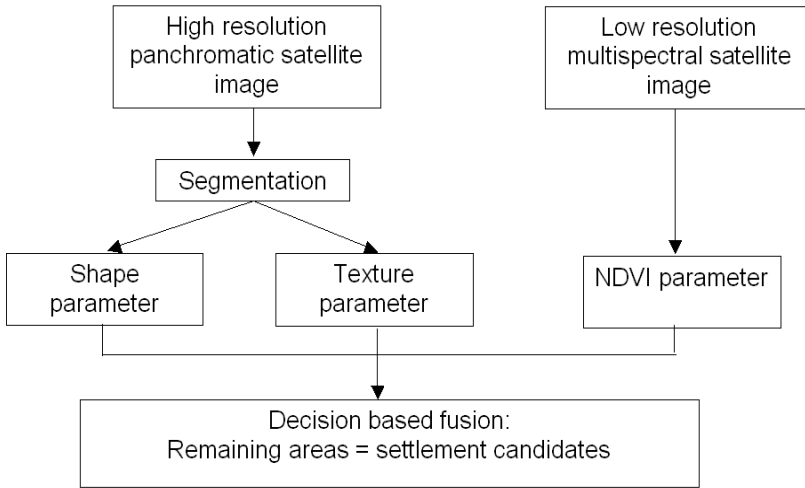 High resolution
panchromatic satellite
image
Low resolution
multispectral satellite
image
Segmentation
Shape
parameter
Texture
parameter
NDVI parameter
Decision based fusion:
Remaining areas = settlement candidates